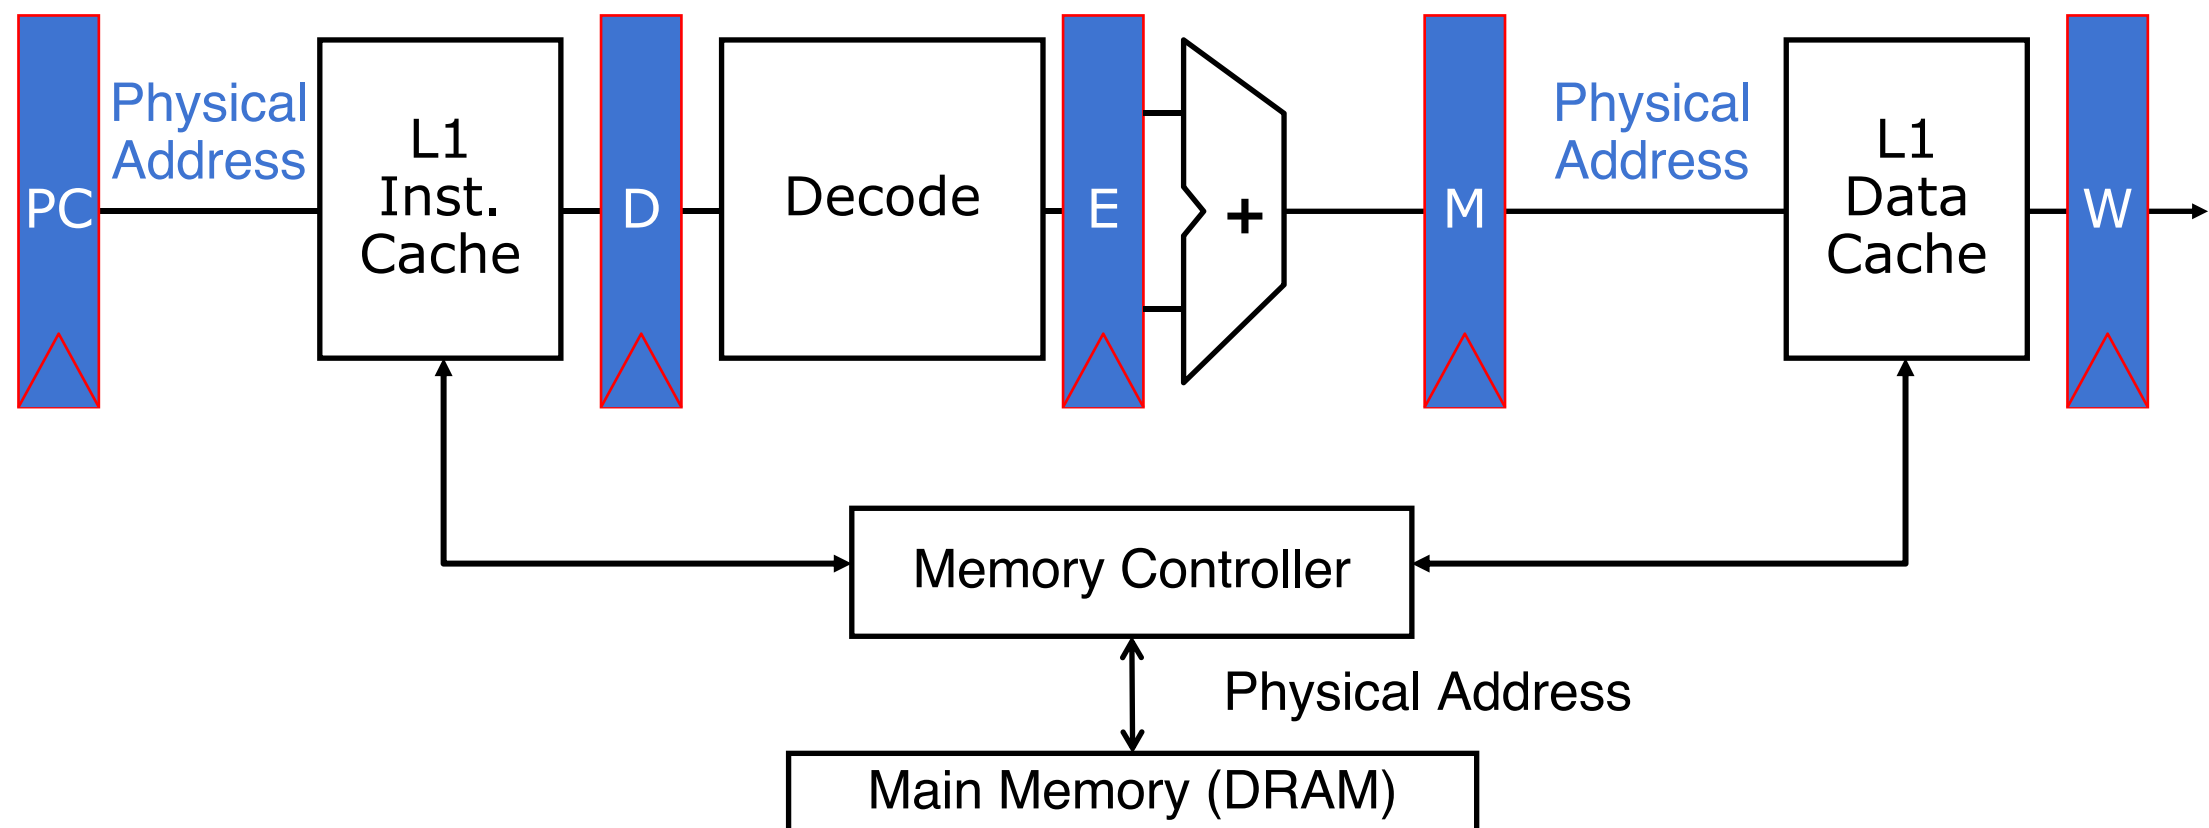 PC
Physical
Address
L1
Inst.
Cache
D
Decode
E
+
M
Physical
Address
L1
Data
Cache
W
Memory Controller
Physical Address
Main Memory (DRAM)